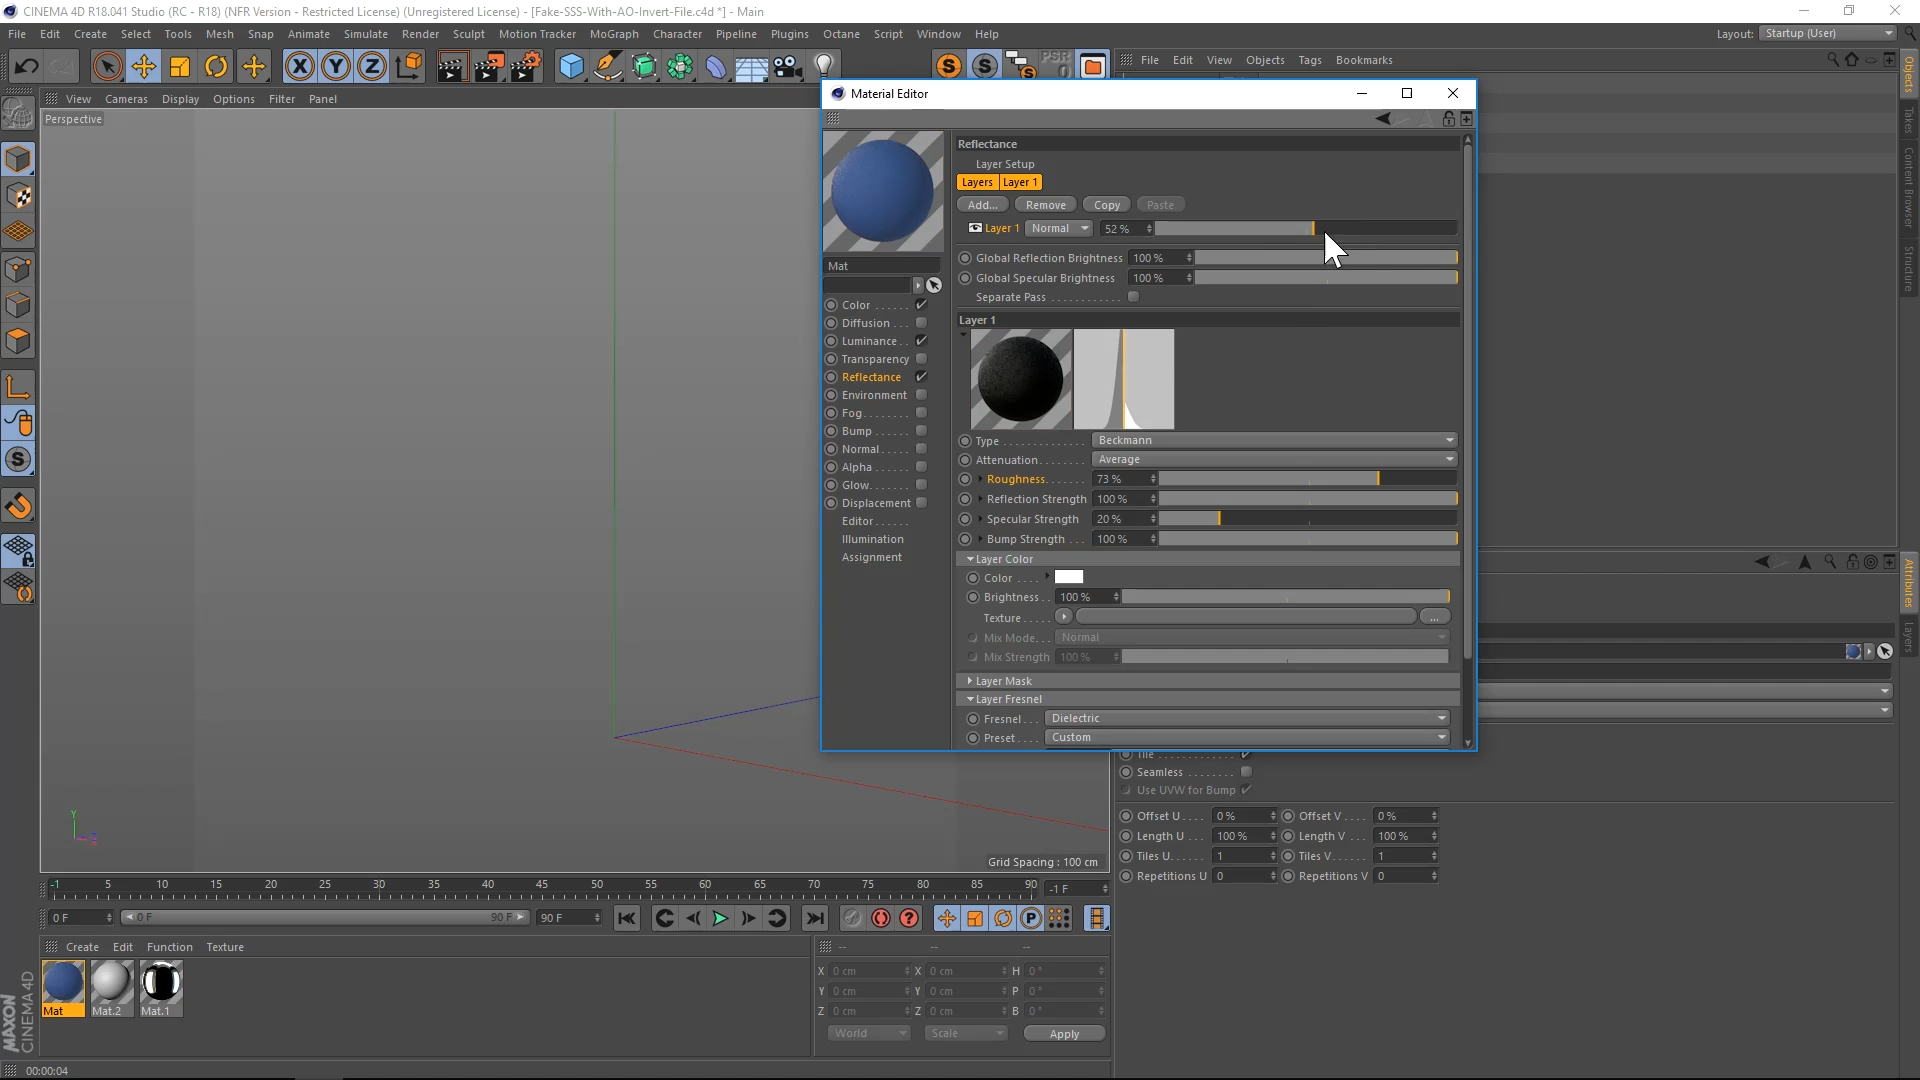 CINEMA 4D R18.041 Studio (RC - R18) (NFR Version - Restricted License) (Unregistered License) - [Fake-SSS-With-AO-Invert-File.c4d *] - Main
File Edit Create Select Tools Mesh Snap Animate Simulate Render Sculpt Motion Tracker MoGraph Character Pipeline Plugins Octane Script Window Help Layout: Startup (User)
X Y Z PSR 0
File Edit View Objects Tags Bookmarks
View Cameras Display Options Filter Panel
Perspective
Material Editor
Reflectance
Layer Setup
Layers Layer 1
Add... Remove Copy Paste
Layer 1 Normal 52 %
Global Reflection Brightness 100 %
Global Specular Brightness 100 %
Separate Pass
Layer 1
Type Beckmann
Attenuation Average
Roughness 73 %
Reflection Strength 100 %
Specular Strength 20 %
Bump Strength 100 %
Layer Color
Color
Brightness 100 %
Texture ...
Mix Mode Normal
Mix Strength 100 %
Layer Mask
Layer Fresnel
Fresnel Dielectric
Preset Custom
Mat
Color
Diffusion
Luminance
Transparency
Reflectance
Environment
Fog
Bump
Normal
Alpha
Glow
Displacement
Editor
Illumination
Assignment
Objects
Takes
Content Browser
Structure
Attributes
Layers
Tile
Seamless
Use UVW for Bump
Offset U 0 % Offset V 0 %
Length U 100 % Length V 100 %
Tiles U 1 Tiles V 1
Repetitions U 0 Repetitions V 0
Y
Grid Spacing : 100 cm
-1 5 10 15 20 25 30 35 40 45 50 55 60 65 70 75 80 85 90 -1 F
0 F 0 F 90 F 90 F
Create Edit Function Texture
Mat Mat.2 Mat.1
-- -- --
X 0 cm X 0 cm H 0 °
Y 0 cm Y 0 cm P 0 °
Z 0 cm Z 0 cm B 0 °
World Scale Apply
MAXON CINEMA 4D
00:00:04